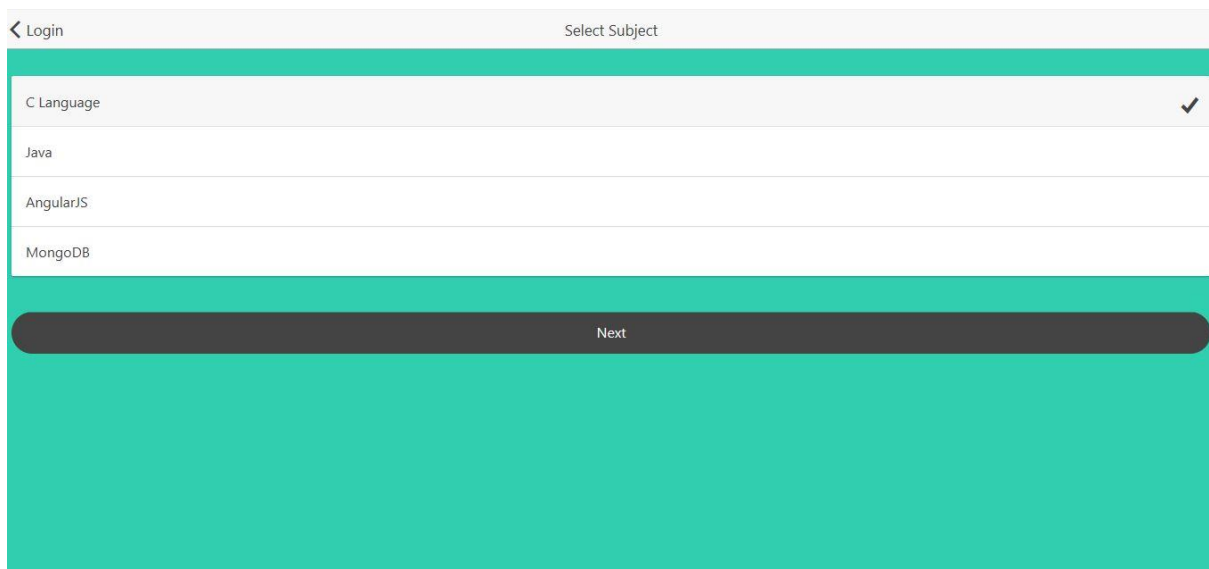 Login
Select Subject
C Language
Java
AngularJS
MongoDB
Next